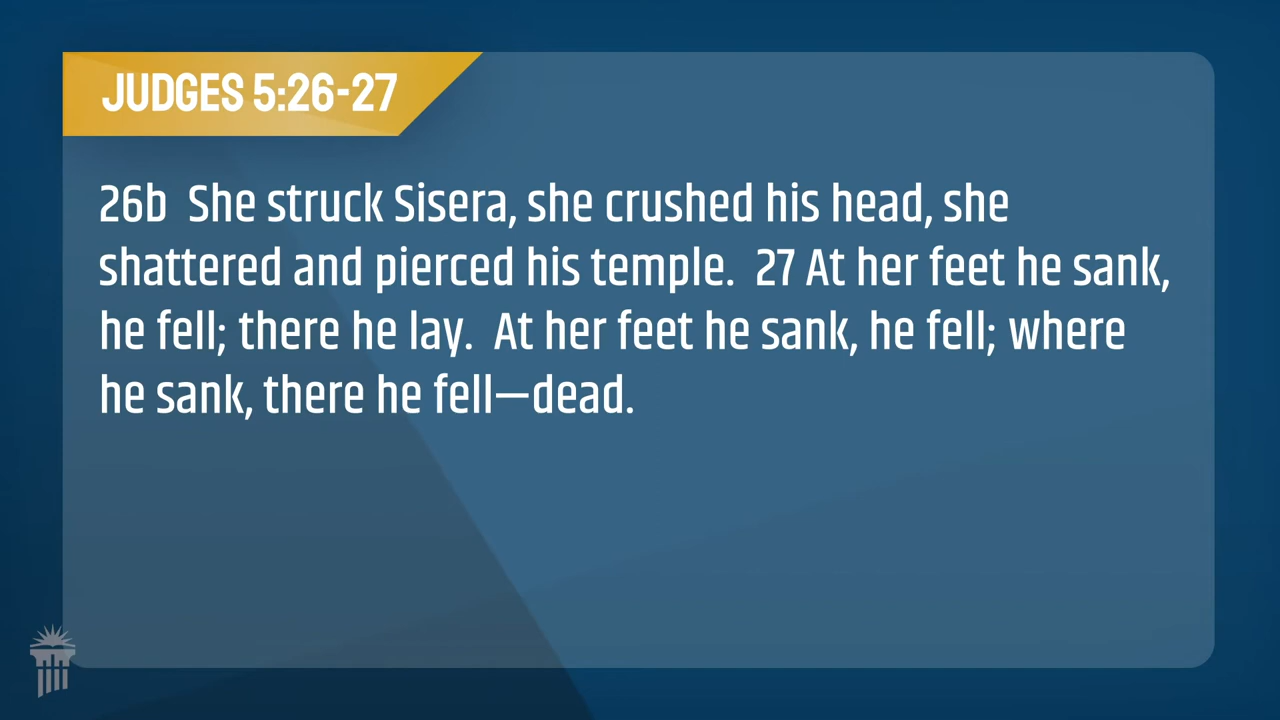 JUDGES 5:26-27
26b She struck Sisera, she crushed his head, she
shattered and pierced his temple. 27 At her feet he sank,
he fell; there he lay. At her feet he sank, he fell; where
he sank, there he fell—dead.